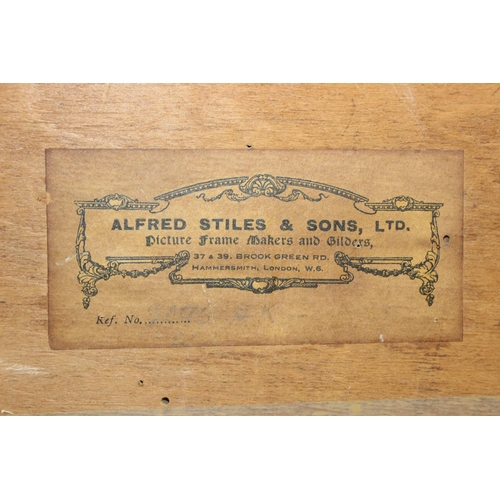 ALFRED STILES & SONS, LTD.
Picture Frame Makers and Gilders,
37 & 39, BROOK GREEN RD.
HAMMERSMITH, LONDON, W.6.
Ref. No............